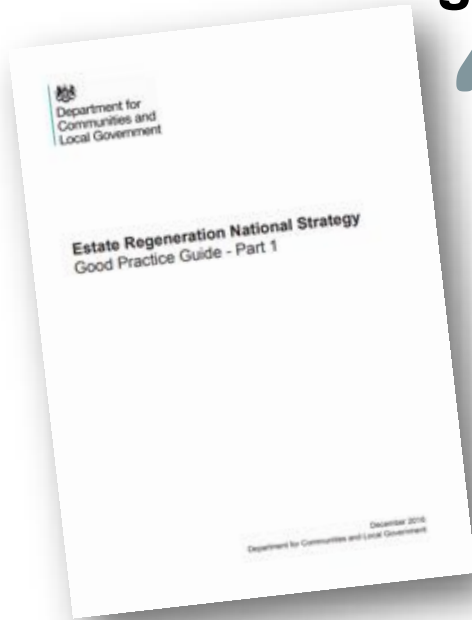 Department for
Communities and
Local Government
Estate Regeneration National Strategy
Good Practice Guide - Part 1
December 2016
Department for Communities and Local Government